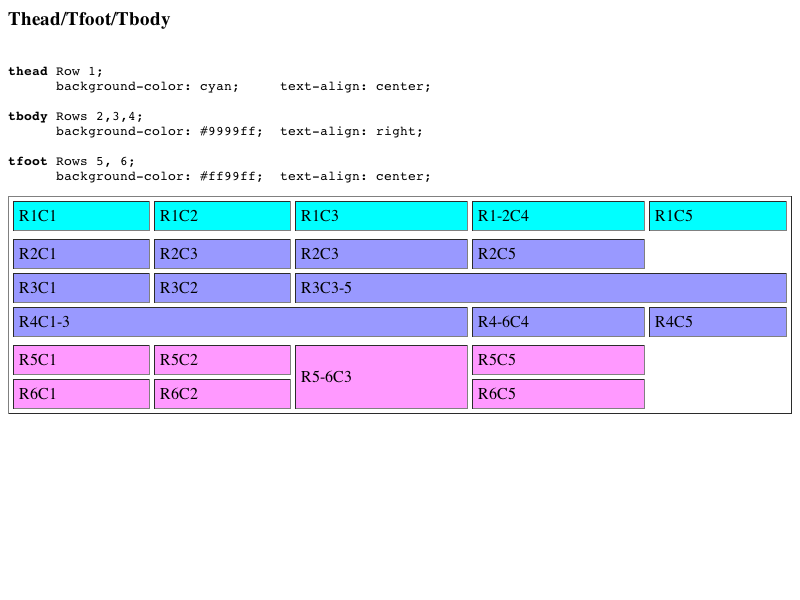 Thead/Tfoot/Tbody
thead Row 1;
background-color: cyan; text-align: center;
tbody Rows 2,3,4;
background-color: #9999ff; text-align: right;
tfoot Rows 5, 6;
background-color: #ff99ff; text-align: center;
R1C1 R1C2 R1C3 R1-2C4 R1C5
R2C1 R2C3 R2C3 R2C5
R3C1 R3C2 R3C3-5
R4C1-3 R4-6C4 R4C5
R5C1 R5C2 R5-6C3 R5C5
R6C1 R6C2 R6C5